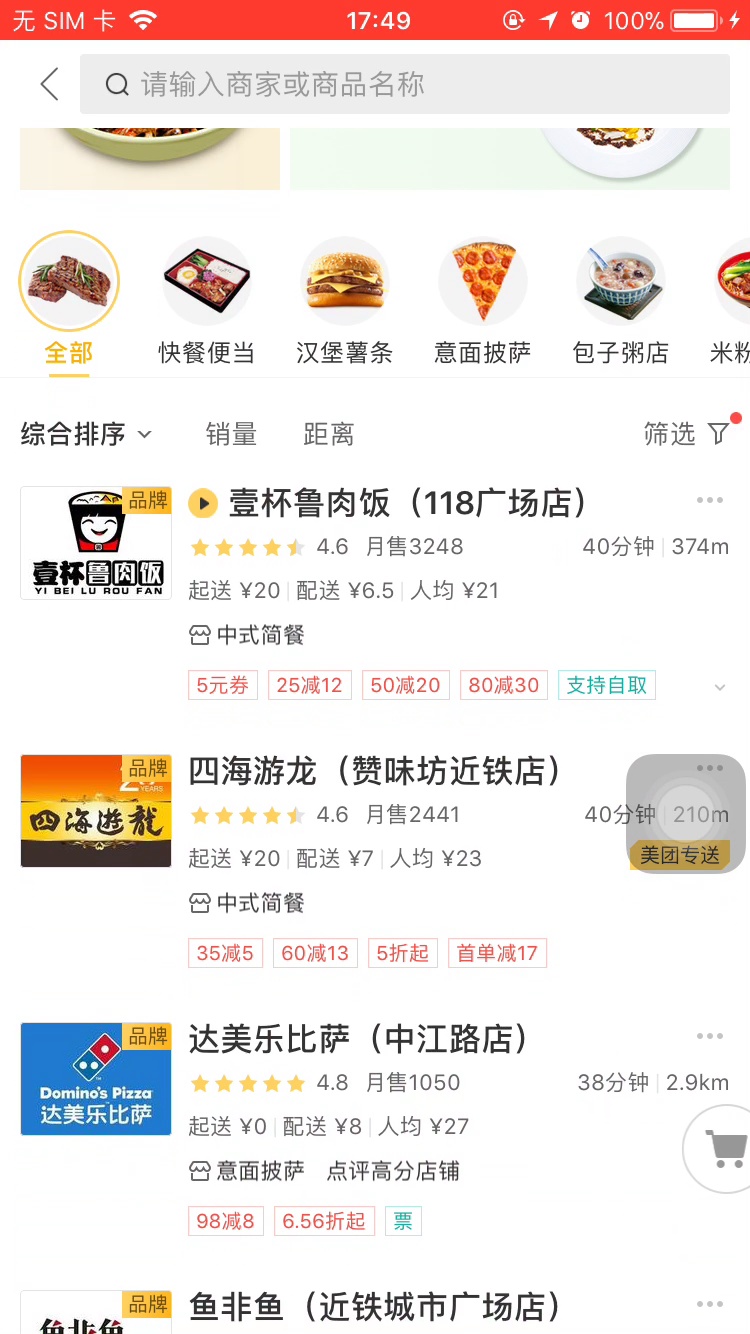 无 SIM 卡 17:49 100%
请输入商家或商品名称
全部 快餐便当 汉堡薯条 意面披萨 包子粥店 米粉
综合排序 销量 距离 筛选
品牌
壹杯鲁肉饭
YI BEI LU ROU FAN
壹杯鲁肉饭（118广场店）
4.6 月售3248 40分钟 374m
起送 ¥20 配送 ¥6.5 人均 ¥21
中式简餐
5元券 25减12 50减20 80减30 支持自取
品牌
YEARS
四海遊龍
四海游龙（赞味坊近铁店）
4.6 月售2441 40分钟 210m
起送 ¥20 配送 ¥7 人均 ¥23
美团专送
中式简餐
35减5 60减13 5折起 首单减17
品牌
Domino's Pizza
达美乐比萨
达美乐比萨（中江路店）
4.8 月售1050 38分钟 2.9km
起送 ¥0 配送 ¥8 人均 ¥27
意面披萨 点评高分店铺
98减8 6.56折起 票
品牌
鱼非鱼
鱼非鱼（近铁城市广场店）